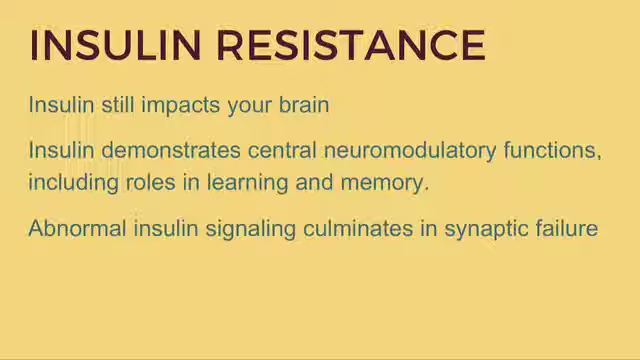 INSULIN RESISTANCE
Insulin still impacts your brain
Insulin demonstrates central neuromodulatory functions,
including roles in learning and memory.
Abnormal insulin signaling culminates in synaptic failure